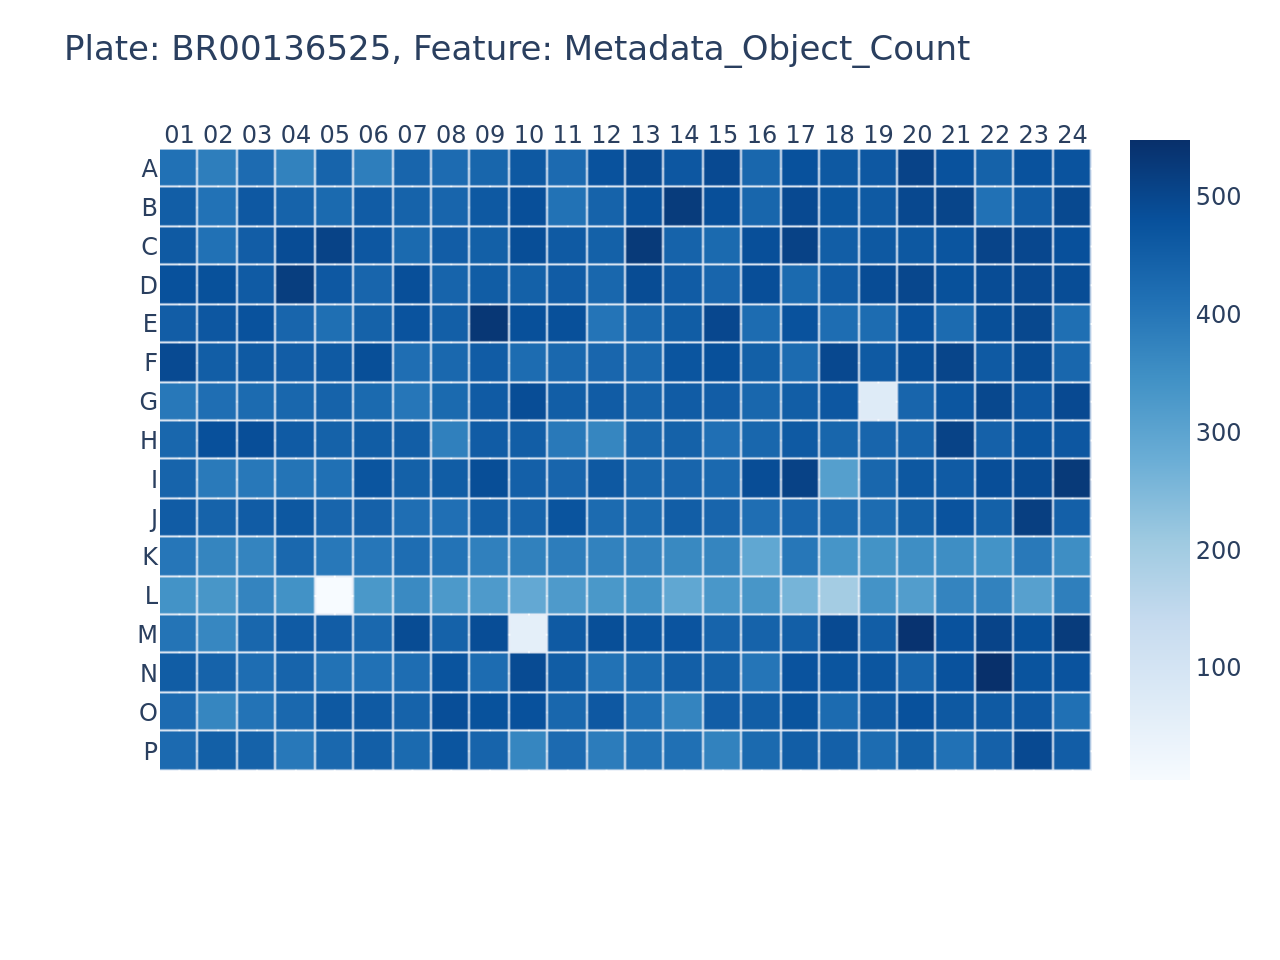 Plate: BR00136525, Feature: Metadata_Object_Count
01 02 03 04 05 06 07 08 09 10 11 12 13 14 15 16 17 18 19 20 21 22 23 24
A
B
C
D
E
F
G
H
I
J
K
L
M
N
O
P
500
400
300
200
100